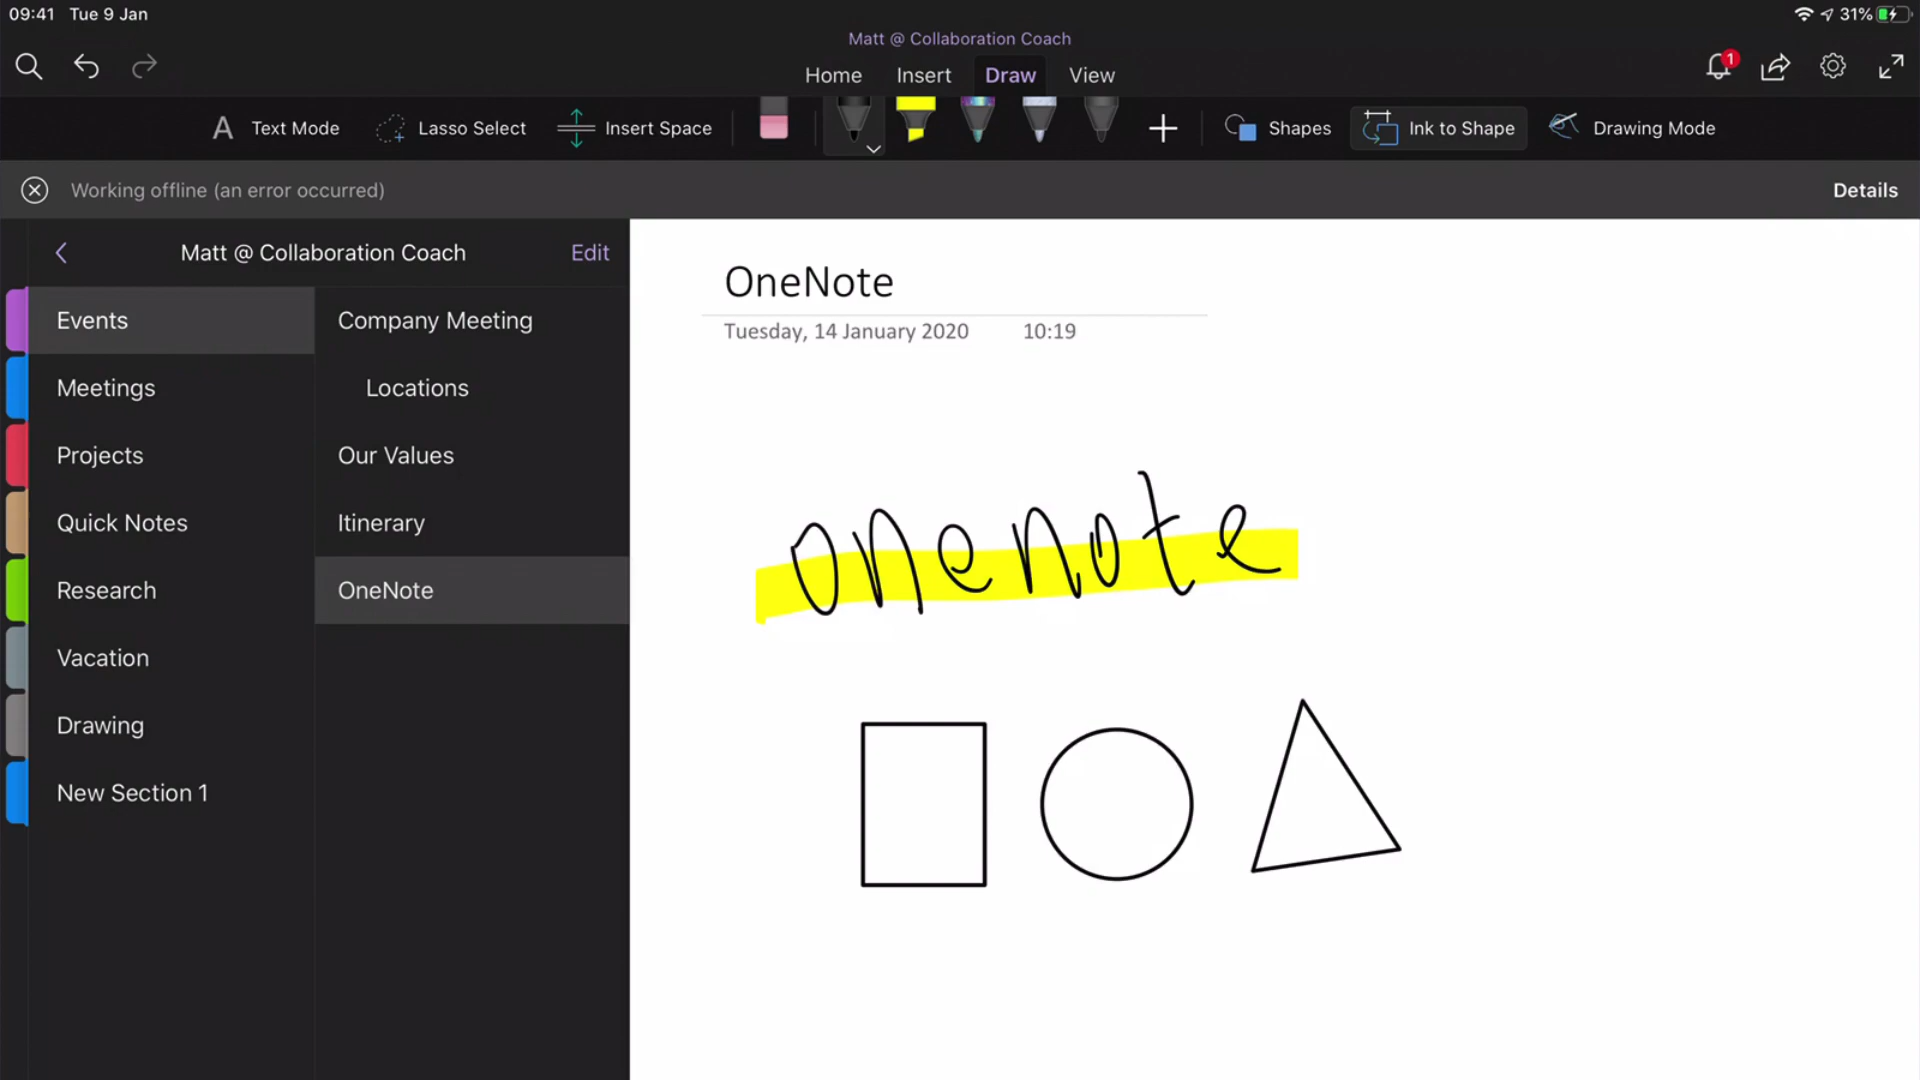 09:41 Tue 9 Jan
31%
Matt @ Collaboration Coach
Home Insert Draw View
1
Text Mode Lasso Select Insert Space Shapes Ink to Shape Drawing Mode
Working offline (an error occurred) Details
Matt @ Collaboration Coach Edit
Events
Meetings
Projects
Quick Notes
Research
Vacation
Drawing
New Section 1
Company Meeting
Locations
Our Values
Itinerary
OneNote
OneNote
Tuesday, 14 January 2020 10:19
onenote